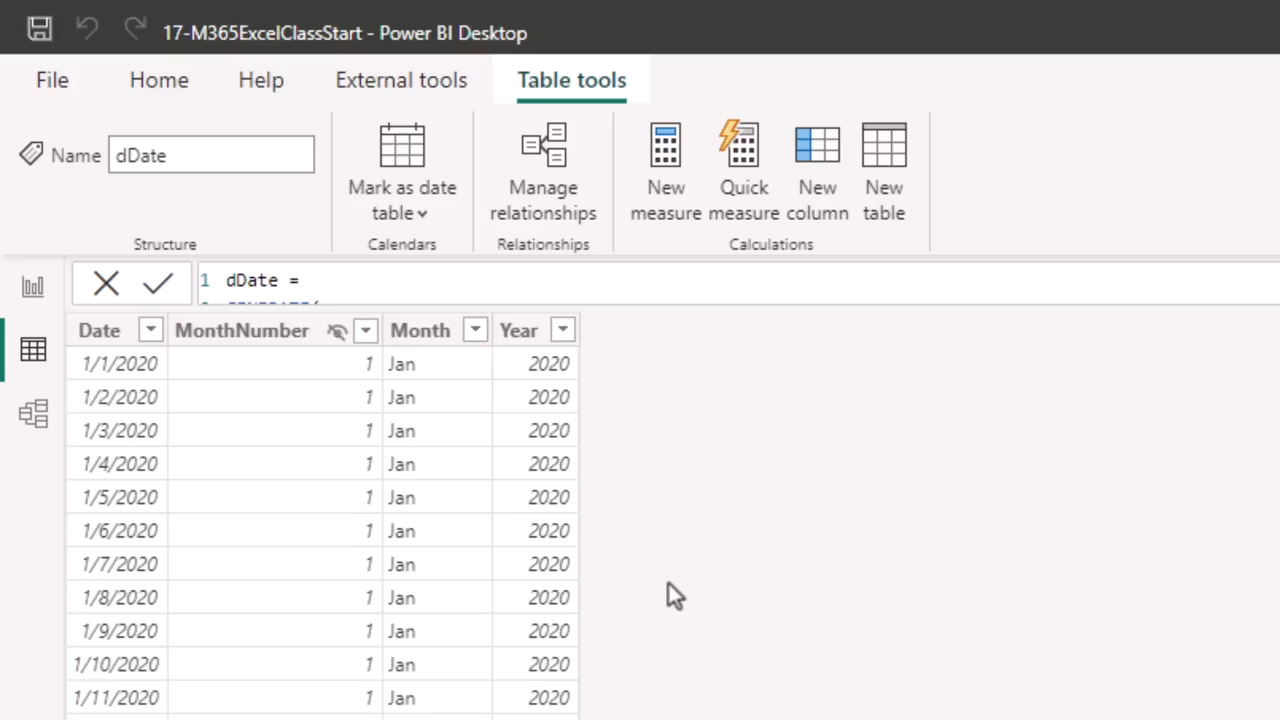 17-M365ExcelClassStart - Power BI Desktop
File Home Help External tools Table tools
Name dDate
Mark as date table
Manage relationships
New measure
Quick measure
New column
New table
Structure Calendars Relationships Calculations
1 dDate =
Date MonthNumber Month Year
1/1/2020 1 Jan 2020
1/2/2020 1 Jan 2020
1/3/2020 1 Jan 2020
1/4/2020 1 Jan 2020
1/5/2020 1 Jan 2020
1/6/2020 1 Jan 2020
1/7/2020 1 Jan 2020
1/8/2020 1 Jan 2020
1/9/2020 1 Jan 2020
1/10/2020 1 Jan 2020
1/11/2020 1 Jan 2020